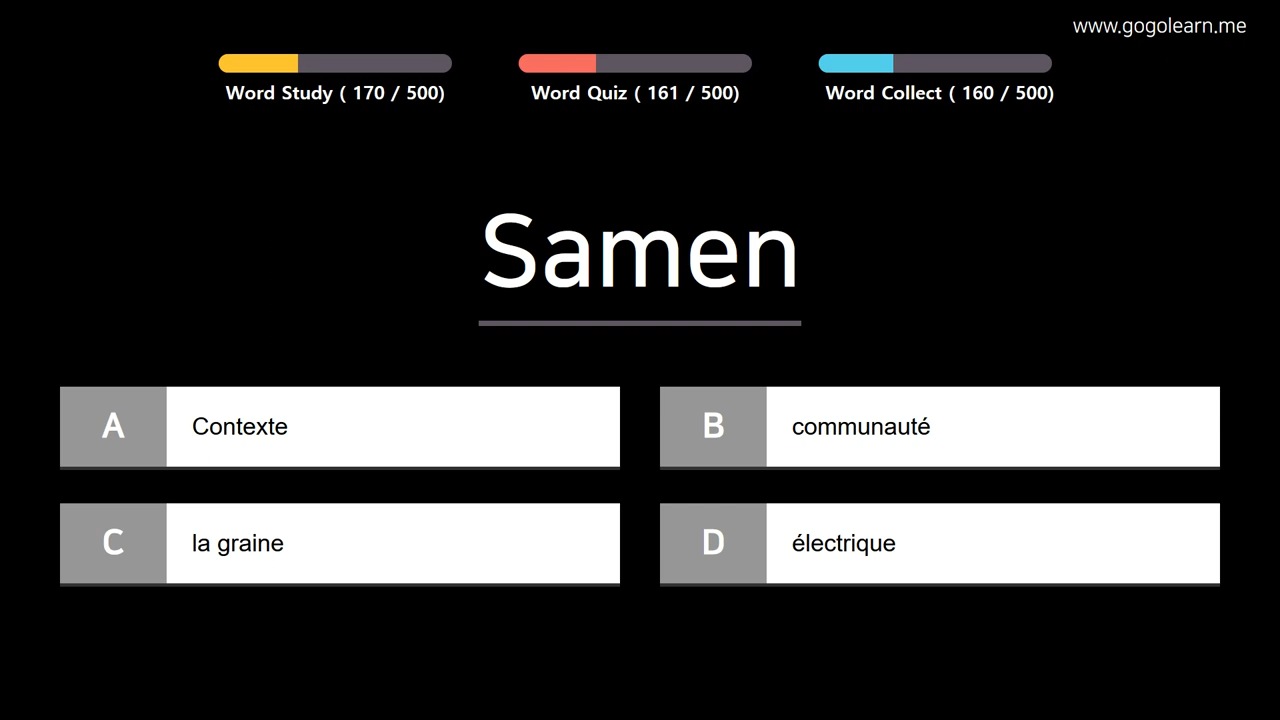 www.gogolearn.me
Word Study ( 170 / 500)
Word Quiz ( 161 / 500)
Word Collect ( 160 / 500)
Samen
A Contexte
B communauté
C la graine
D électrique